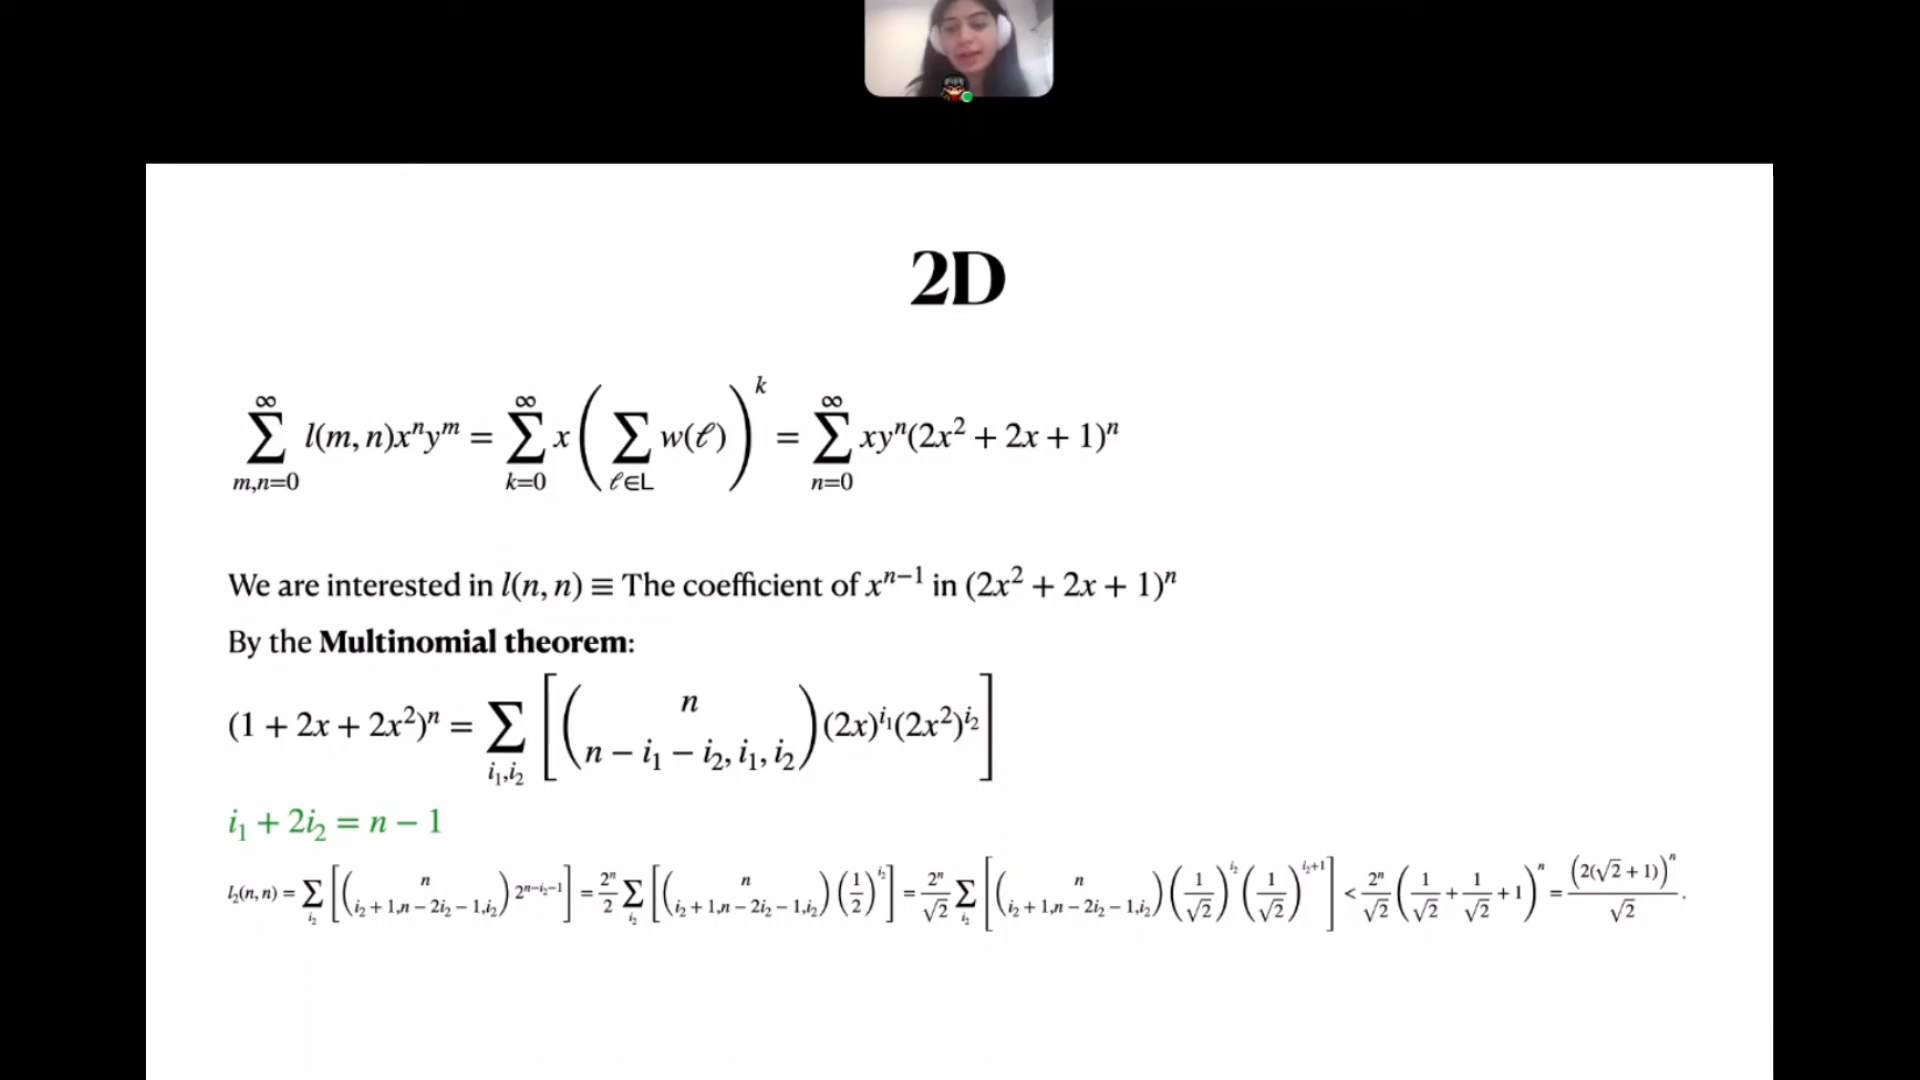 2D
$$\sum_{m,n=0}^{\infty} l(m,n)x^n y^m = \sum_{k=0}^{\infty} x \left( \sum_{\ell \in \mathsf{L}} w(\ell) \right)^k = \sum_{n=0}^{\infty} xy^n(2x^2 + 2x + 1)^n$$
We are interested in $l(n,n) \equiv$ The coefficient of $x^{n-1}$ in $(2x^2 + 2x + 1)^n$
By the Multinomial theorem:
$$(1 + 2x + 2x^2)^n = \sum_{i_1,i_2} \left[ \binom{n}{n - i_1 - i_2, i_1, i_2} (2x)^{i_1} (2x^2)^{i_2} \right]$$
$i_1 + 2i_2 = n - 1$
$$l_2(n,n) = \sum_{i_2} \left[ \binom{n}{i_2+1,n-2i_2-1,i_2} 2^{n-i_2-1} \right] = \frac{2^n}{2} \sum_{i_2} \left[ \binom{n}{i_2+1,n-2i_2-1,i_2} \left(\frac{1}{2}\right)^{i_2} \right] = \frac{2^n}{\sqrt{2}} \sum_{i_2} \left[ \binom{n}{i_2+1,n-2i_2-1,i_2} \left(\frac{1}{\sqrt{2}}\right)^{i_2} \left(\frac{1}{\sqrt{2}}\right)^{i_2+1} \right] < \frac{2^n}{\sqrt{2}} \left( \frac{1}{\sqrt{2}} + \frac{1}{\sqrt{2}} + 1 \right)^n = \frac{\left(2(\sqrt{2}+1)\right)^n}{\sqrt{2}}.$$